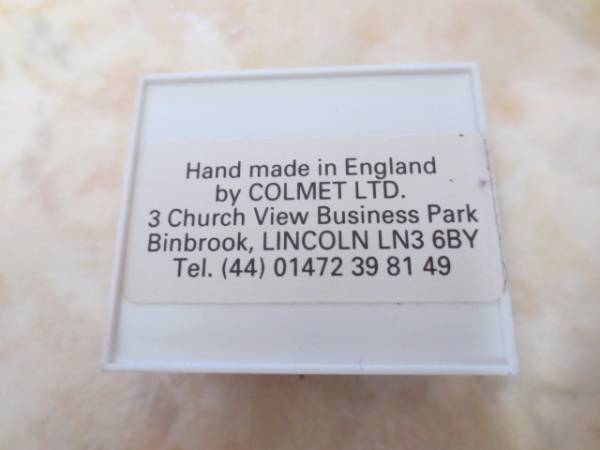 Hand made in England
by COLMET LTD.
3 Church View Business Park
Binbrook, LINCOLN LN3 6BY
Tel. (44) 01472 39 81 49